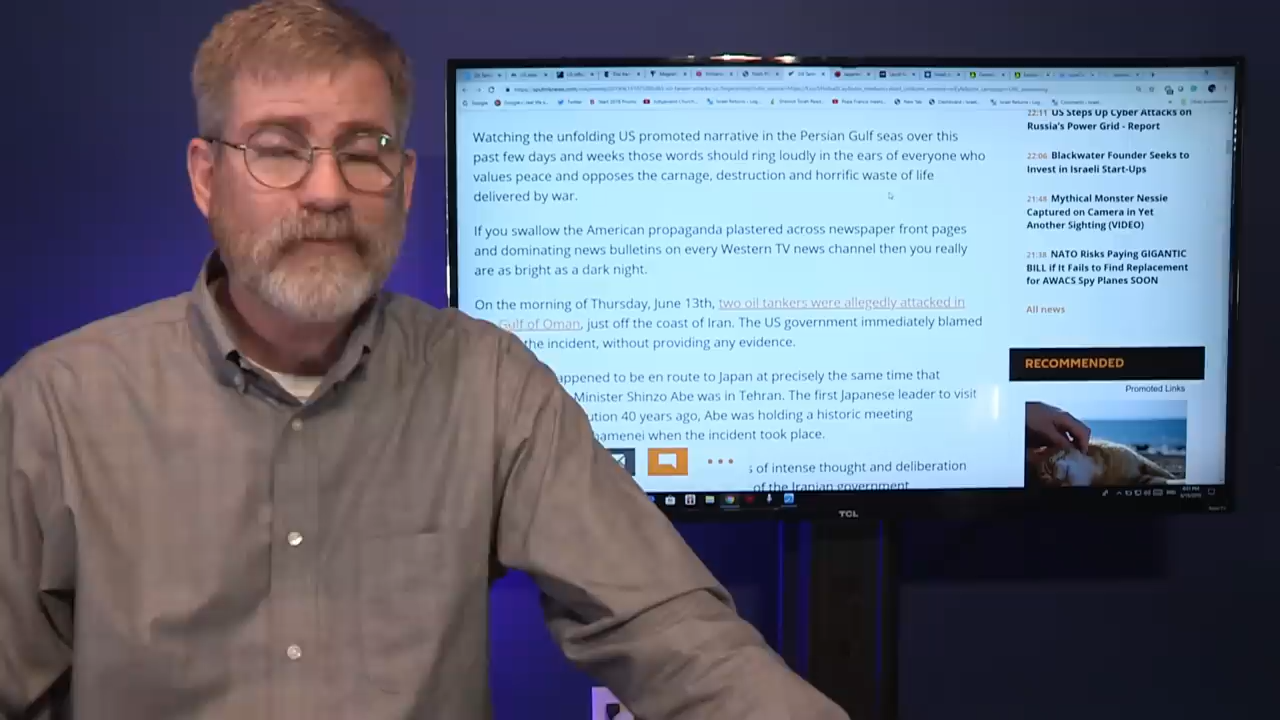 Watching the unfolding US promoted narrative in the Persian Gulf seas over this
past few days and weeks those words should ring loudly in the ears of everyone who
values peace and opposes the carnage, destruction and horrific waste of life
delivered by war.
If you swallow the American propaganda plastered across newspaper front pages
and dominating news bulletins on every Western TV news channel then you really
are as bright as a dark night.
On the morning of Thursday, June 13th, two oil tankers were allegedly attacked in
Gulf of Oman, just off the coast of Iran. The US government immediately blamed
the incident, without providing any evidence.
appened to be en route to Japan at precisely the same time that
Minister Shinzo Abe was in Tehran. The first Japanese leader to visit
ution 40 years ago, Abe was holding a historic meeting
hamenei when the incident took place.
s of intense thought and deliberation
of the Iranian government
22:11 US Steps Up Cyber Attacks on
Russia's Power Grid - Report
22:06 Blackwater Founder Seeks to
Invest in Israeli Start-Ups
21:48 Mythical Monster Nessie
Captured on Camera in Yet
Another Sighting (VIDEO)
21:38 NATO Risks Paying GIGANTIC
BILL if It Fails to Find Replacement
for AWACS Spy Planes SOON
All news
RECOMMENDED
Promoted Links
TCL